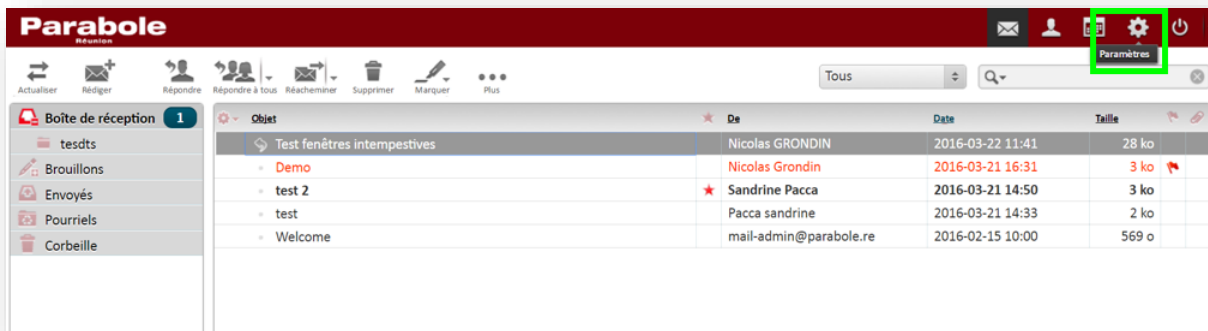 Parabole
Réunion
Paramètres
Actualiser Rédiger Répondre Répondre à tous Réacheminer Supprimer Marquer Plus Tous
Boîte de réception 1
Objet De Date Taille
tesdts
Test fenêtres intempestives Nicolas GRONDIN 2016-03-22 11:41 28 ko
Brouillons
Demo Nicolas Grondin 2016-03-21 16:31 3 ko
Envoyés
test 2 Sandrine Pacca 2016-03-21 14:50 3 ko
Pourriels
test Pacca sandrine 2016-03-21 14:33 2 ko
Corbeille
Welcome mail-admin@parabole.re 2016-02-15 10:00 569 o